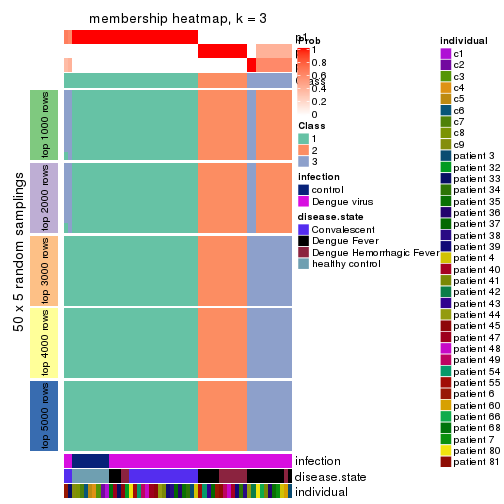 membership heatmap, k = 3
p1
Prob
1
0.8
0.6
0.4
0.2
0
Class
1
2
3
infection
control
Dengue virus
disease.state
Convalescent
Dengue Fever
Dengue Hemorrhagic Fever
healthy control
individual
c1
c2
c3
c4
c5
c6
c7
c8
c9
patient 3
patient 32
patient 33
patient 34
patient 35
patient 36
patient 37
patient 38
patient 39
patient 4
patient 40
patient 41
patient 42
patient 43
patient 44
patient 45
patient 47
patient 48
patient 49
patient 54
patient 55
patient 6
patient 60
patient 66
patient 68
patient 7
patient 80
patient 81
50 x 5 random samplings
top 1000 rows
top 2000 rows
top 3000 rows
top 4000 rows
top 5000 rows
infection
disease.state
individual